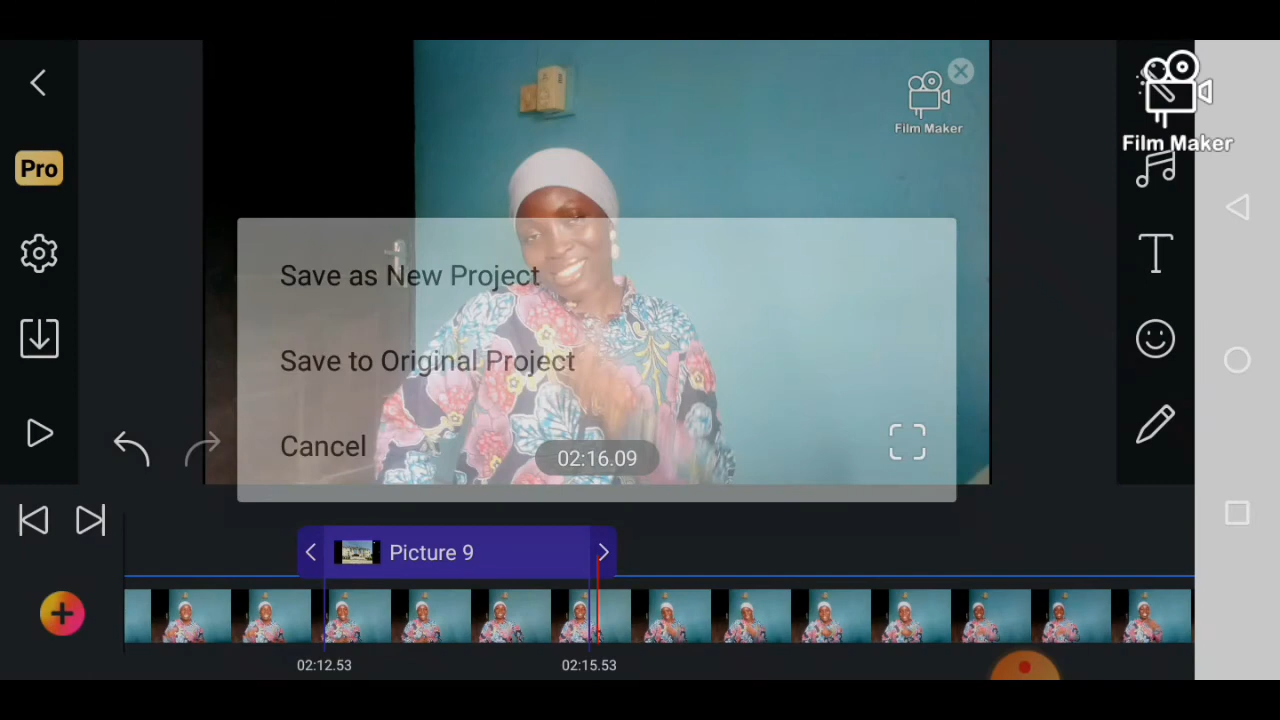 Film Maker
Film Maker
Pro
Save as New Project
Save to Original Project
Cancel
02:16.09
Picture 9
02:12.53
02:15.53